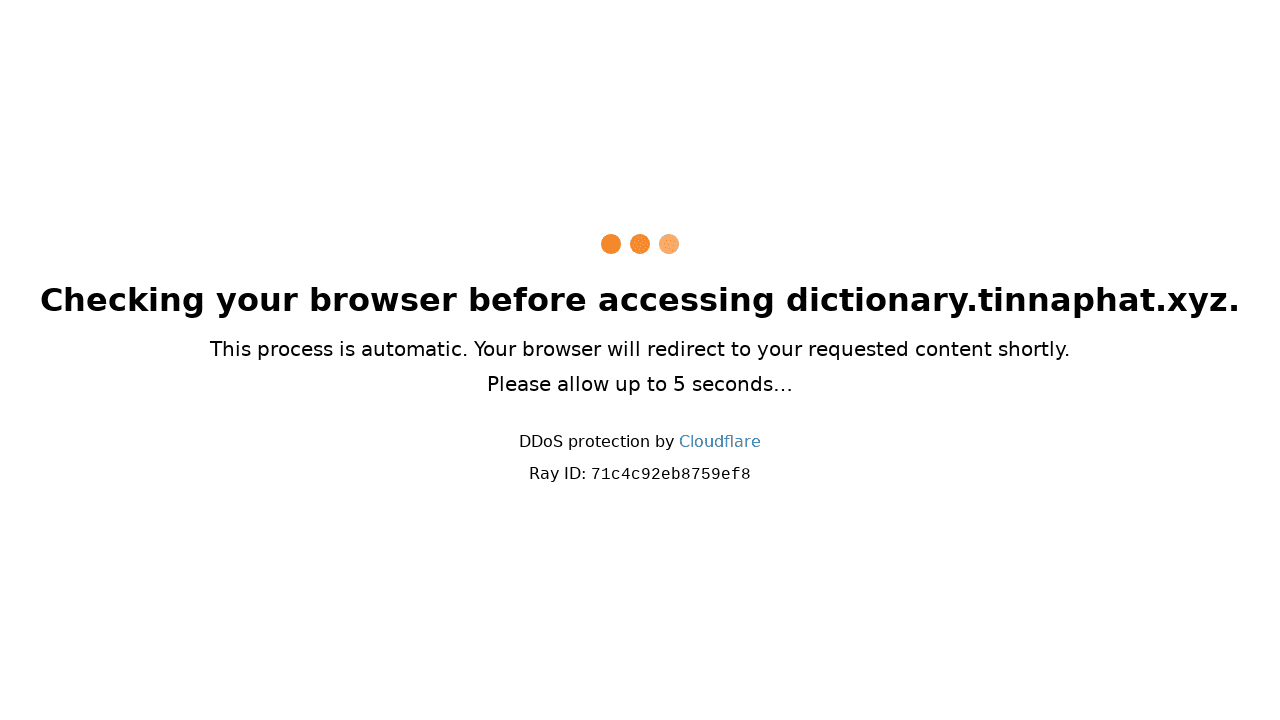 Checking your browser before accessing dictionary.tinnaphat.xyz.
This process is automatic. Your browser will redirect to your requested content shortly.
Please allow up to 5 seconds…
DDoS protection by Cloudflare
Ray ID: 71c4c92eb8759ef8